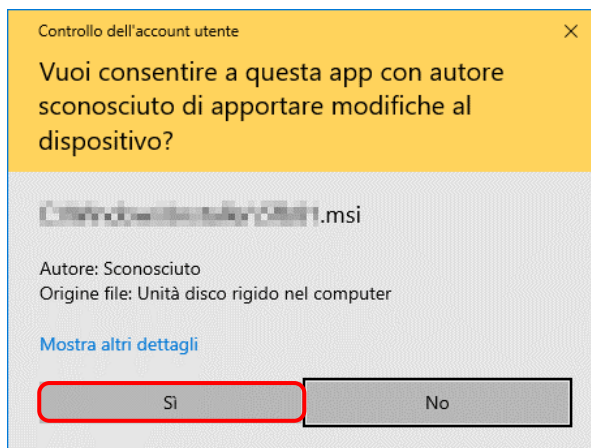 Controllo dell'account utente
Vuoi consentire a questa app con autore
sconosciuto di apportare modifiche al
dispositivo?
.msi
Autore: Sconosciuto
Origine file: Unità disco rigido nel computer
Mostra altri dettagli
Sì
No